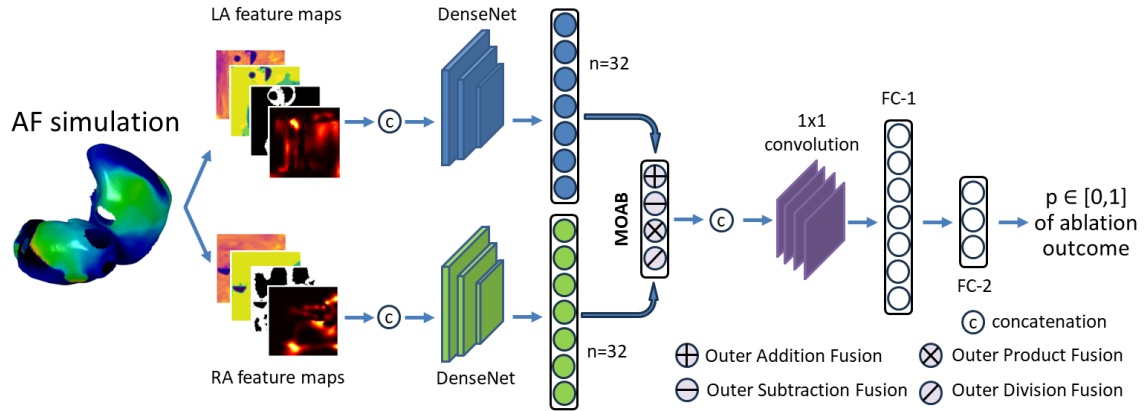 LA feature maps
DenseNet
n=32
AF simulation
c
FC-1
1x1
convolution
MOAB
c
p ∈ [0,1]
of ablation
outcome
FC-2
c
n=32
RA feature maps
DenseNet
c concatenation
Outer Addition Fusion
Outer Product Fusion
Outer Subtraction Fusion
Outer Division Fusion